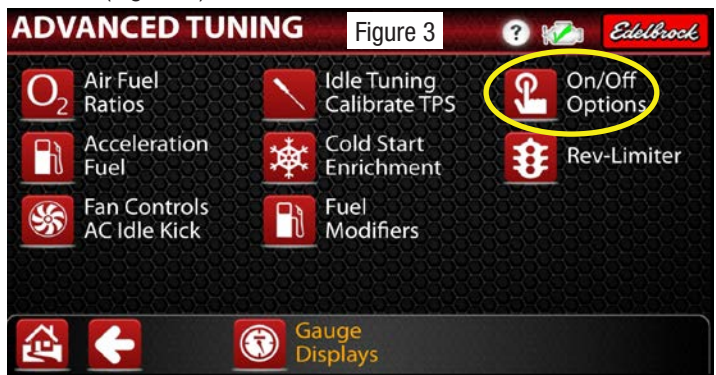 ADVANCED TUNING
Figure 3
?
Edelbrock
O2
Air Fuel
Ratios
Idle Tuning
Calibrate TPS
On/Off
Options
Acceleration
Fuel
Cold Start
Enrichment
Rev-Limiter
Fan Controls
AC Idle Kick
Fuel
Modifiers
Gauge
Displays